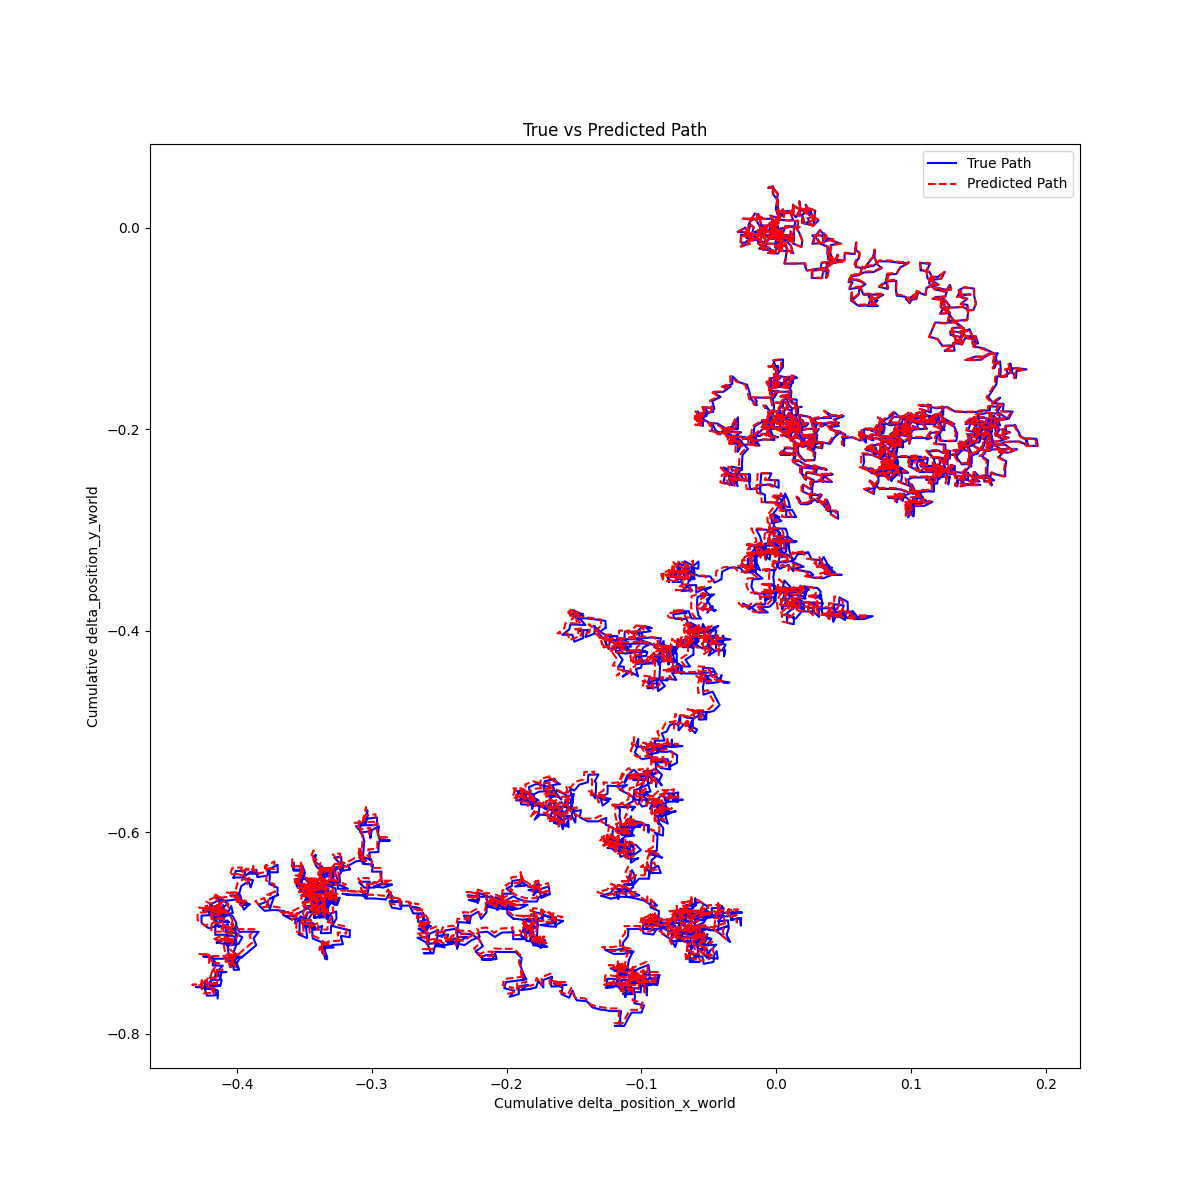 True vs Predicted Path
True Path
Predicted Path
0.0
−0.2
−0.4
−0.6
−0.8
Cumulative delta_position_y_world
−0.4
−0.3
−0.2
−0.1
0.0
0.1
0.2
Cumulative delta_position_x_world